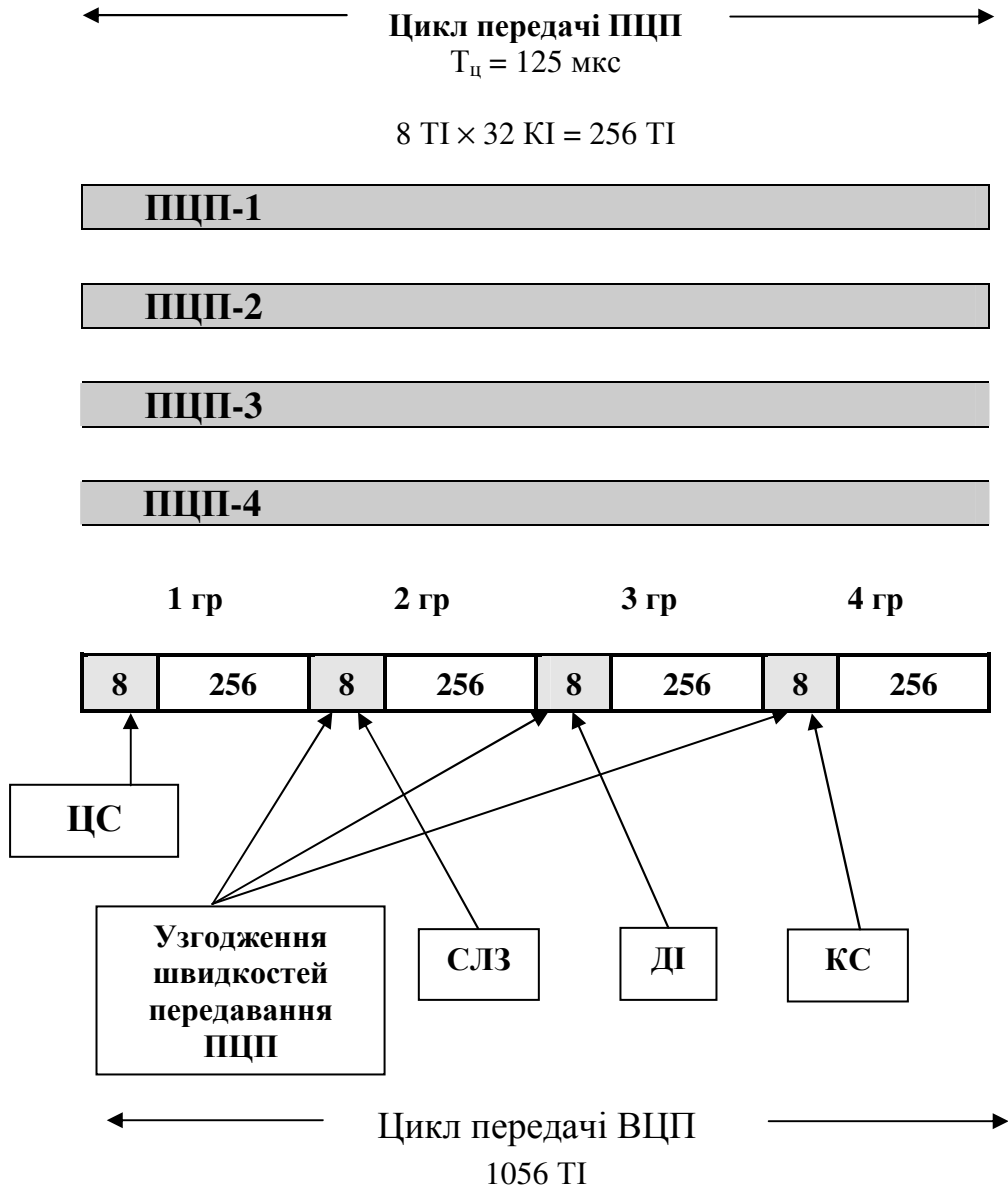 Цикл передачі ПЦП
Тц = 125 мкс
8 ТІ × 32 КІ = 256 ТІ
ПЦП-1
ПЦП-2
ПЦП-3
ПЦП-4
1 гр 2 гр 3 гр 4 гр
8 256 8 256 8 256 8 256
ЦС
Узгодження
швидкостей
передавання
ПЦП
СЛЗ
ДІ
КС
Цикл передачі ВЦП
1056 ТІ